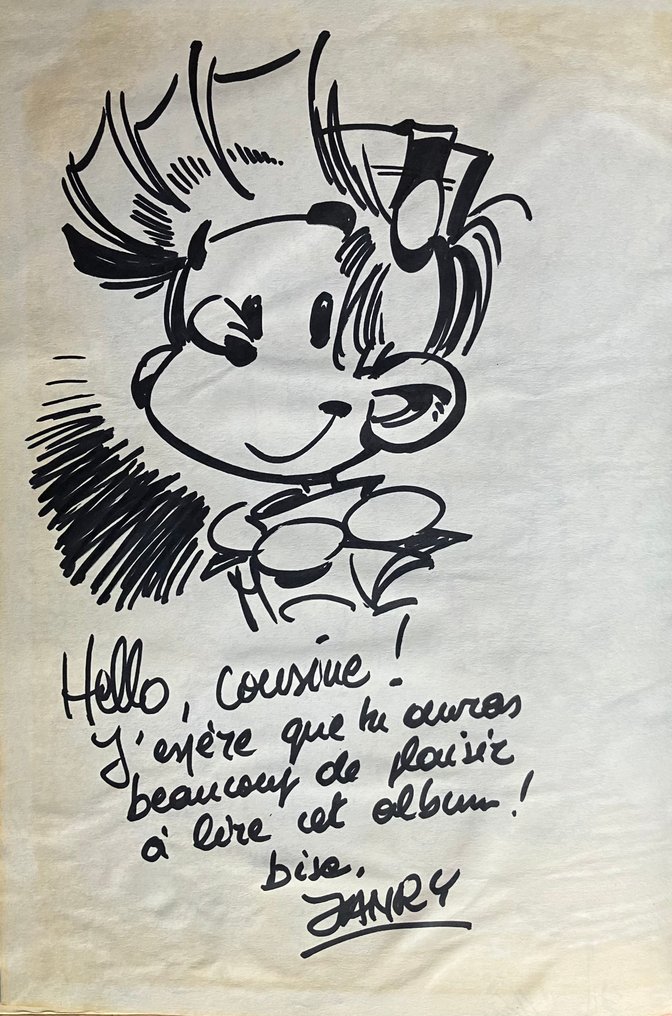 Hello, cousine !
J'espère que tu auras
beaucoup de plaisir
à lire cet album !
bise.
JANRY